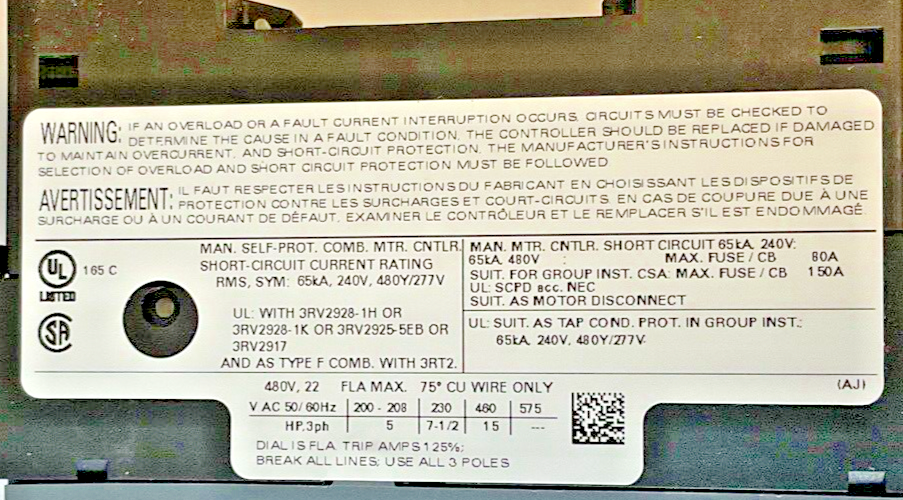 WARNING: IF AN OVERLOAD OR A FAULT CURRENT INTERRUPTION OCCURS, CIRCUITS MUST BE CHECKED TO
DETERMINE THE CAUSE IN A FAULT CONDITION, THE CONTROLLER SHOULD BE REPLACED IF DAMAGED
TO MAINTAIN OVERCURRENT, AND SHORT-CIRCUIT PROTECTION. THE MANUFACTURER'S INSTRUCTIONS FOR
SELECTION OF OVERLOAD AND SHORT CIRCUIT PROTECTION MUST BE FOLLOWED
AVERTISSEMENT: IL FAUT RESPECTER LES INSTRUCTIONS DU FABRICANT EN CHOISISSANT LES DISPOSITIFS DE
PROTECTION CONTRE LES SURCHARGES ET COURT-CIRCUITS. EN CAS DE COUPURE DUE À UNE
SURCHARGE OU À UN COURANT DE DÉFAUT, EXAMINER LE CONTRÔLEUR ET LE REMPLACER S'IL EST ENDOMMAGÉ.
UL
LISTED
165 C
SA
MAN. SELF-PROT. COMB. MTR. CNTLR.
SHORT-CIRCUIT CURRENT RATING
RMS, SYM: 65kA, 240V, 480Y/277V
UL: WITH 3RV2928-1H OR
3RV2928-1K OR 3RV2925-5EB OR
3RV2917
AND AS TYPE F COMB. WITH 3RT2.
MAN. MTR. CNTLR. SHORT CIRCUIT 65kA, 240V;
65kA, 480V : MAX. FUSE / CB 80A
SUIT. FOR GROUP INST. CSA: MAX. FUSE / CB 150A
UL: SCPD acc. NEC
SUIT. AS MOTOR DISCONNECT
UL: SUIT. AS TAP COND. PROT. IN GROUP INST.:
65kA, 240V, 480Y/277V
480V, 22 FLA MAX. 75° CU WIRE ONLY
(AJ)
V AC 50/60Hz 200 - 208 230 460 575
HP,3ph 5 7-1/2 15 ---
DIAL IS FLA. TRIP AMPS 125%;
BREAK ALL LINES; USE ALL 3 POLES